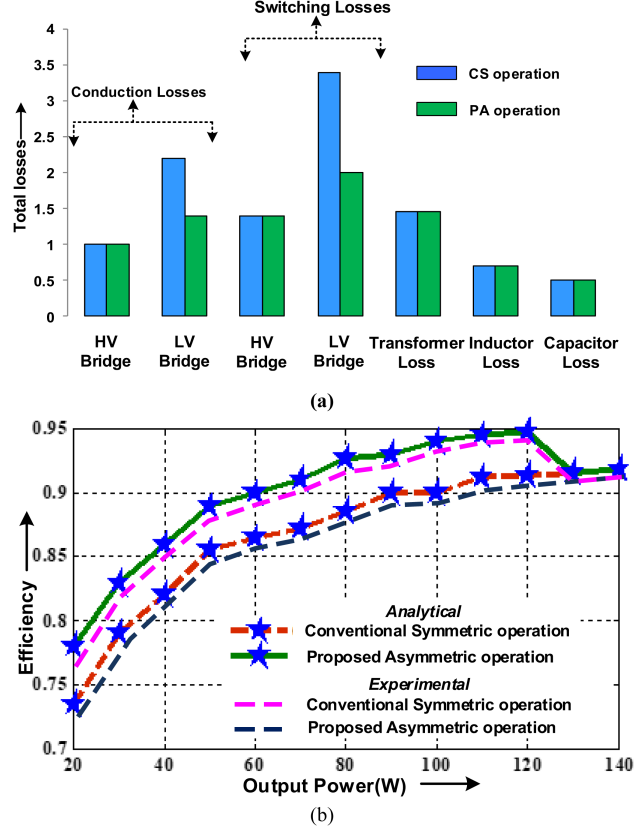 Switching Losses
4
3.5
3
2.5
2
1.5
1
0.5
0
Total losses
Conduction Losses
CS operation
PA operation
HV Bridge
LV Bridge
HV Bridge
LV Bridge
Transformer Loss
Inductor Loss
Capacitor Loss
(a)
0.95
0.9
0.85
0.8
0.75
0.7
Efficiency
Analytical
Conventional Symmetric operation
Proposed Asymmetric operation
Experimental
Conventional Symmetric operation
Proposed Asymmetric operation
20 40 60 80 100 120 140
Output Power(W)
(b)